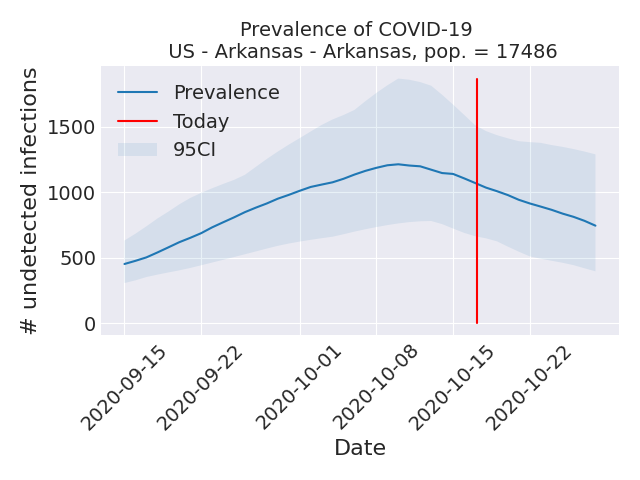 Prevalence of COVID-19
US - Arkansas - Arkansas, pop. = 17486
# undetected infections
1500
1000
500
0
Prevalence
Today
95CI
2020-09-15
2020-09-22
2020-10-01
2020-10-08
2020-10-15
2020-10-22
Date